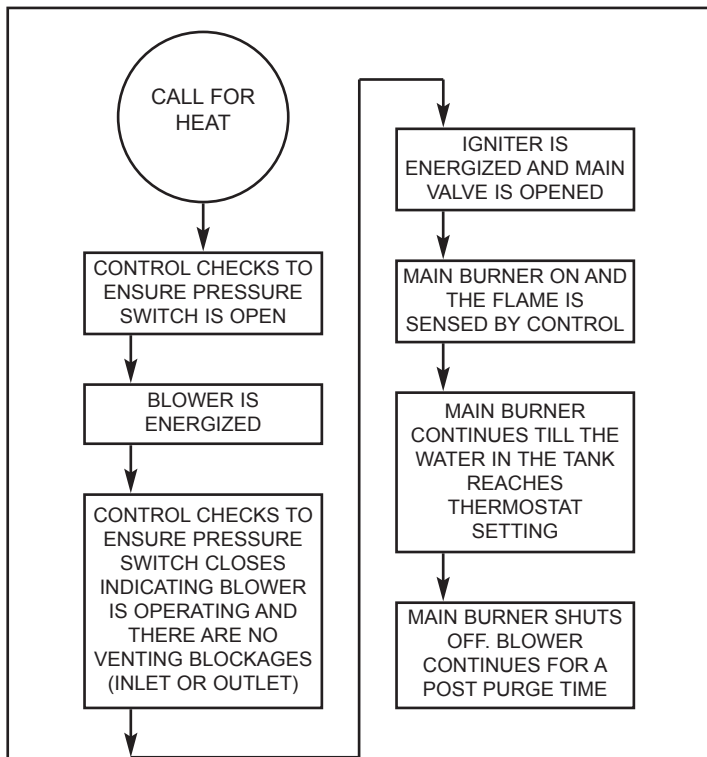 CALL FOR
HEAT
CONTROL CHECKS TO
ENSURE PRESSURE
SWITCH IS OPEN
BLOWER IS
ENERGIZED
CONTROL CHECKS TO
ENSURE PRESSURE
SWITCH CLOSES
INDICATING BLOWER
IS OPERATING AND
THERE ARE NO
VENTING BLOCKAGES
(INLET OR OUTLET)
IGNITER IS
ENERGIZED AND MAIN
VALVE IS OPENED
MAIN BURNER ON AND
THE FLAME IS
SENSED BY CONTROL
MAIN BURNER
CONTINUES TILL THE
WATER IN THE TANK
REACHES
THERMOSTAT
SETTING
MAIN BURNER SHUTS
OFF. BLOWER
CONTINUES FOR A
POST PURGE TIME